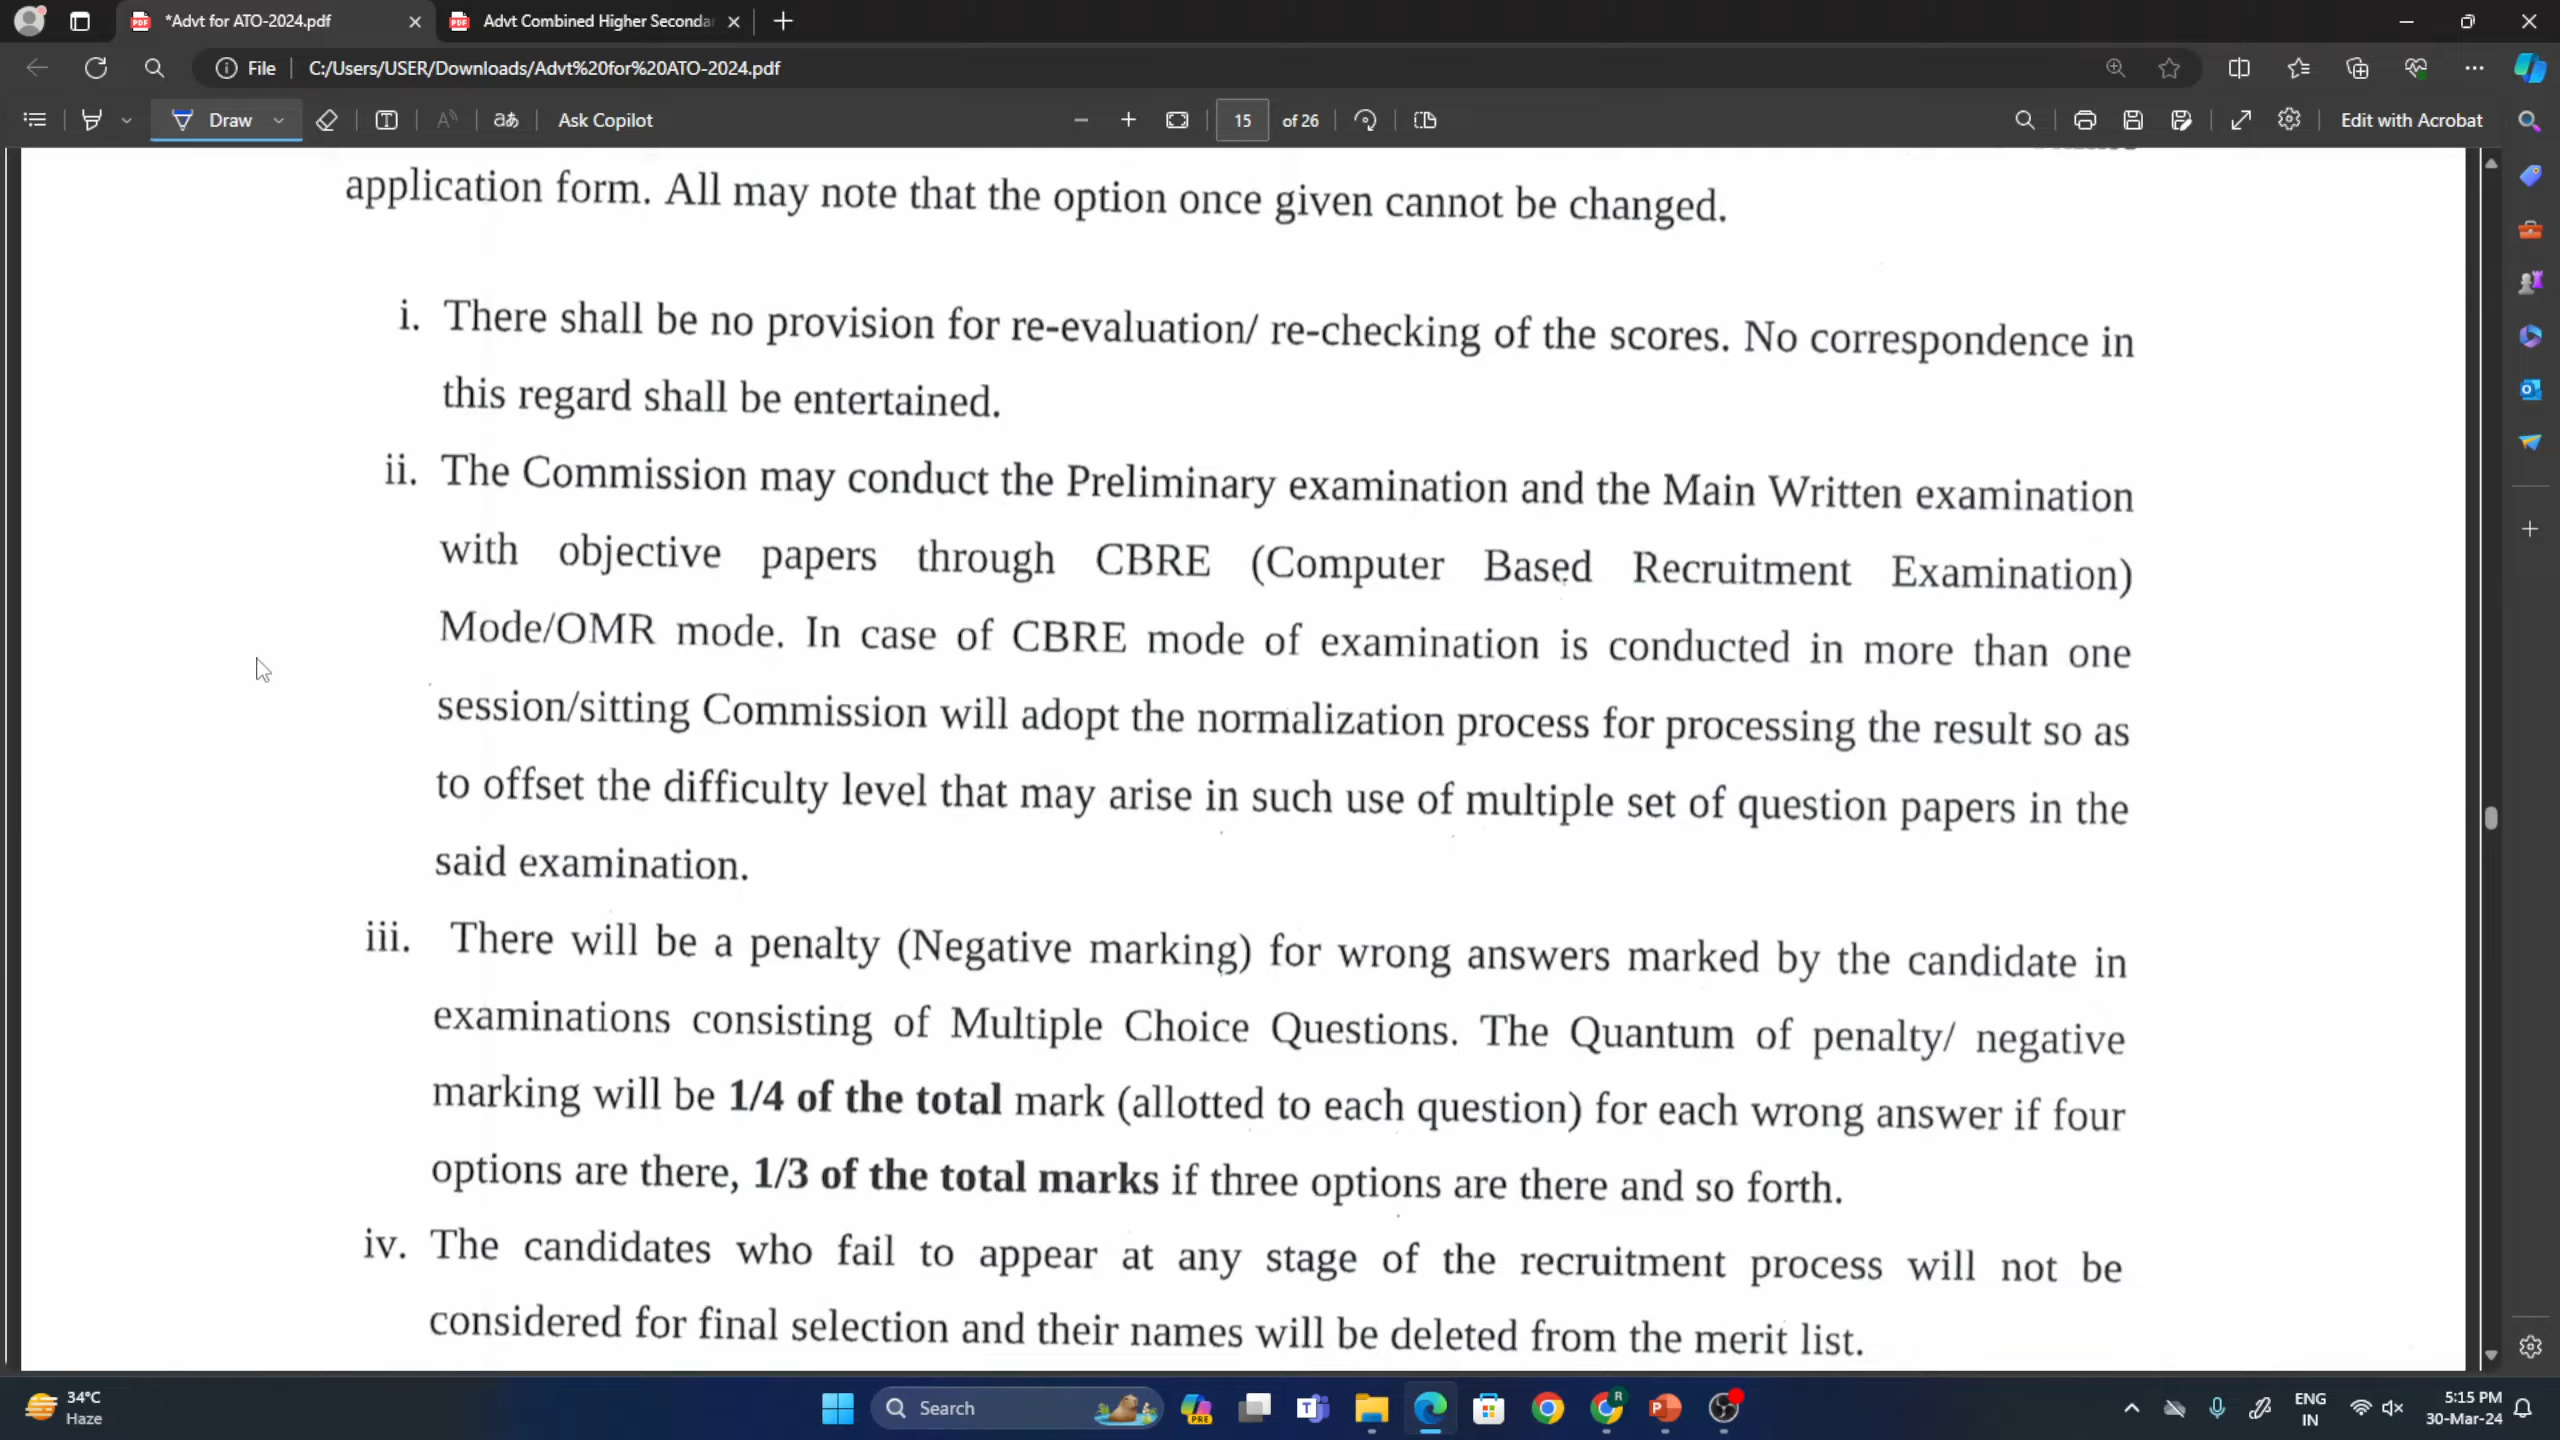 *Advt for ATO-2024.pdf
Advt Combined Higher Seconda
File
C:/Users/USER/Downloads/Advt%20for%20ATO-2024.pdf
Draw
aあ
Ask Copilot
15
of 26
Edit with Acrobat
application form. All may note that the option once given cannot be changed.
i. There shall be no provision for re-evaluation/ re-checking of the scores. No correspondence in
this regard shall be entertained.
ii. The Commission may conduct the Preliminary examination and the Main Written examination
with objective papers through CBRE (Computer Based Recruitment Examination)
Mode/OMR mode. In case of CBRE mode of examination is conducted in more than one
session/sitting Commission will adopt the normalization process for processing the result so as
to offset the difficulty level that may arise in such use of multiple set of question papers in the
said examination.
iii. There will be a penalty (Negative marking) for wrong answers marked by the candidate in
examinations consisting of Multiple Choice Questions. The Quantum of penalty/ negative
marking will be 1/4 of the total mark (allotted to each question) for each wrong answer if four
options are there, 1/3 of the total marks if three options are there and so forth.
iv. The candidates who fail to appear at any stage of the recruitment process will not be
considered for final selection and their names will be deleted from the merit list.
34°C
Haze
Search
PRE
ENG
IN
5:15 PM
30-Mar-24